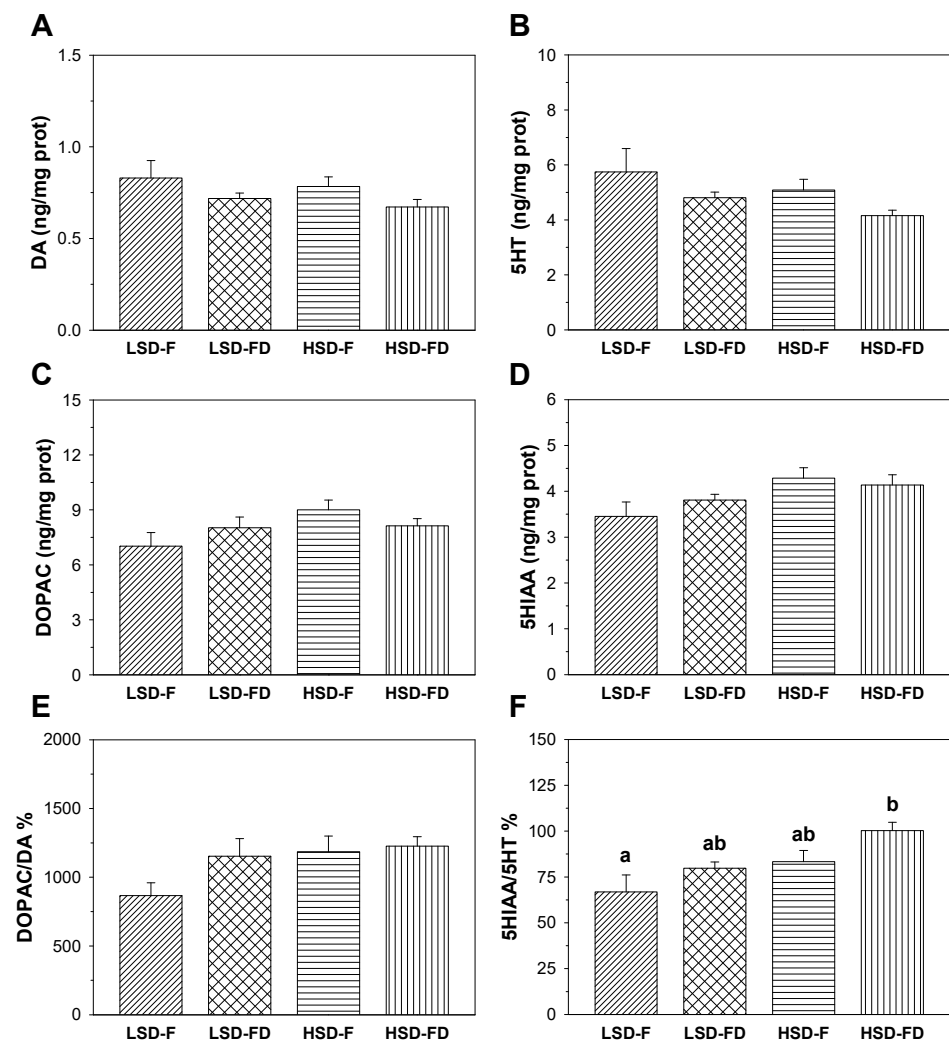 A
DA (ng/mg prot)
1.5
1.0
0.5
0.0
LSD-F LSD-FD HSD-F HSD-FD
B
5HT (ng/mg prot)
10
8
6
4
2
0
LSD-F LSD-FD HSD-F HSD-FD
C
DOPAC (ng/mg prot)
15
12
9
6
3
0
LSD-F LSD-FD HSD-F HSD-FD
D
5HIAA (ng/mg prot)
6
5
4
3
2
1
0
LSD-F LSD-FD HSD-F HSD-FD
E
DOPAC/DA %
2000
1500
1000
500
0
LSD-F LSD-FD HSD-F HSD-FD
F
5HIAA/5HT %
150
125
100
75
50
25
0
a ab ab b
LSD-F LSD-FD HSD-F HSD-FD